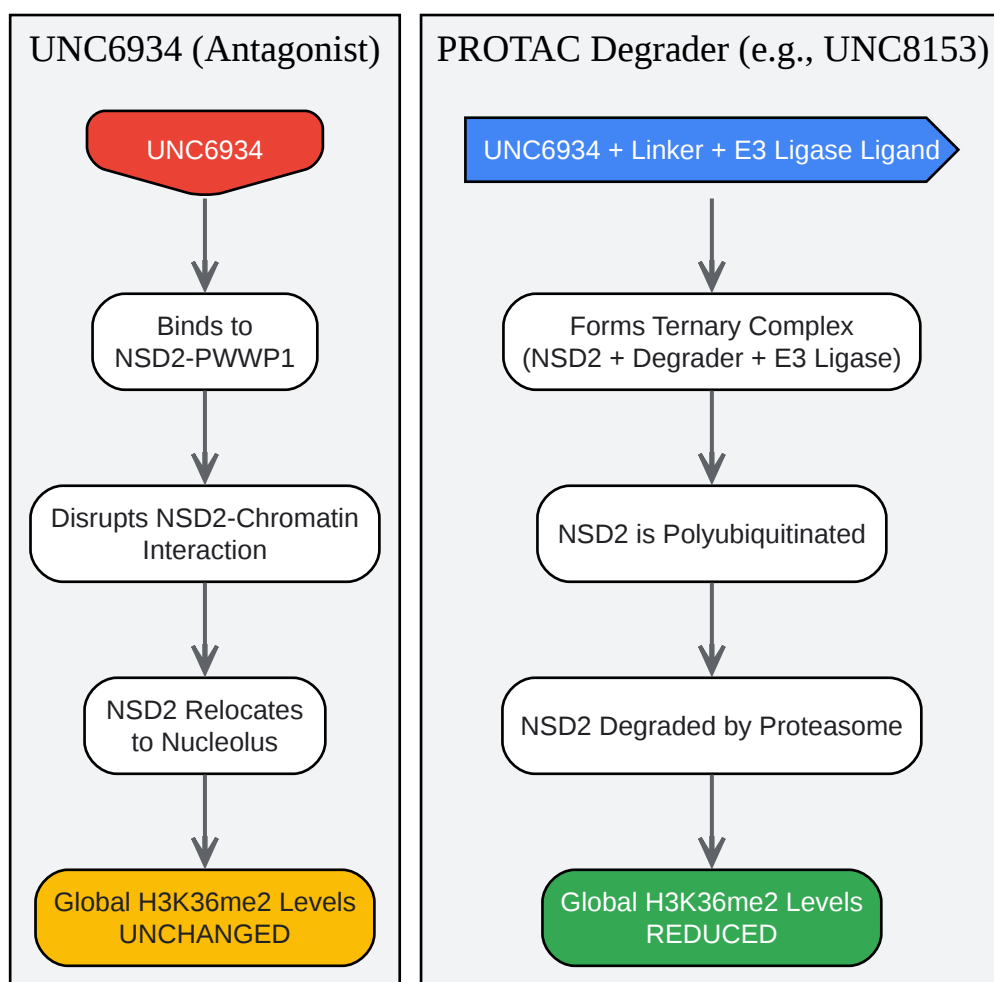 UNC6934 (Antagonist)
UNC6934
Binds to
NSD2-PWWP1
Disrupts NSD2-Chromatin
Interaction
NSD2 Relocates
to Nucleolus
Global H3K36me2 Levels
UNCHANGED
PROTAC Degrader (e.g., UNC8153)
UNC6934 + Linker + E3 Ligase Ligand
Forms Ternary Complex
(NSD2 + Degrader + E3 Ligase)
NSD2 is Polyubiquitinated
NSD2 Degraded by Proteasome
Global H3K36me2 Levels
REDUCED